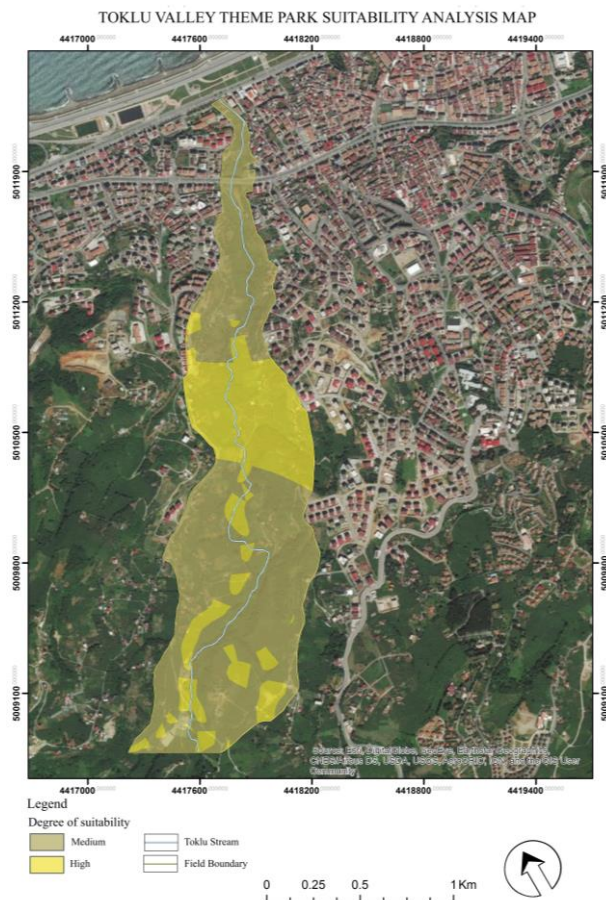 TOKLU VALLEY THEME PARK SUITABILITY ANALYSIS MAP
4417000 4417600 4418200 4418800 4419400
5011900 5011900
5011200 5011200
5010500 5010500
5009800 5009800
5009100 5009100
Community
4417000 4417600 4418200 4418800 4419400
Legend
Degree of suitability
Medium Toklu Stream
High Field Boundary
0 0.25 0.5 1 Km